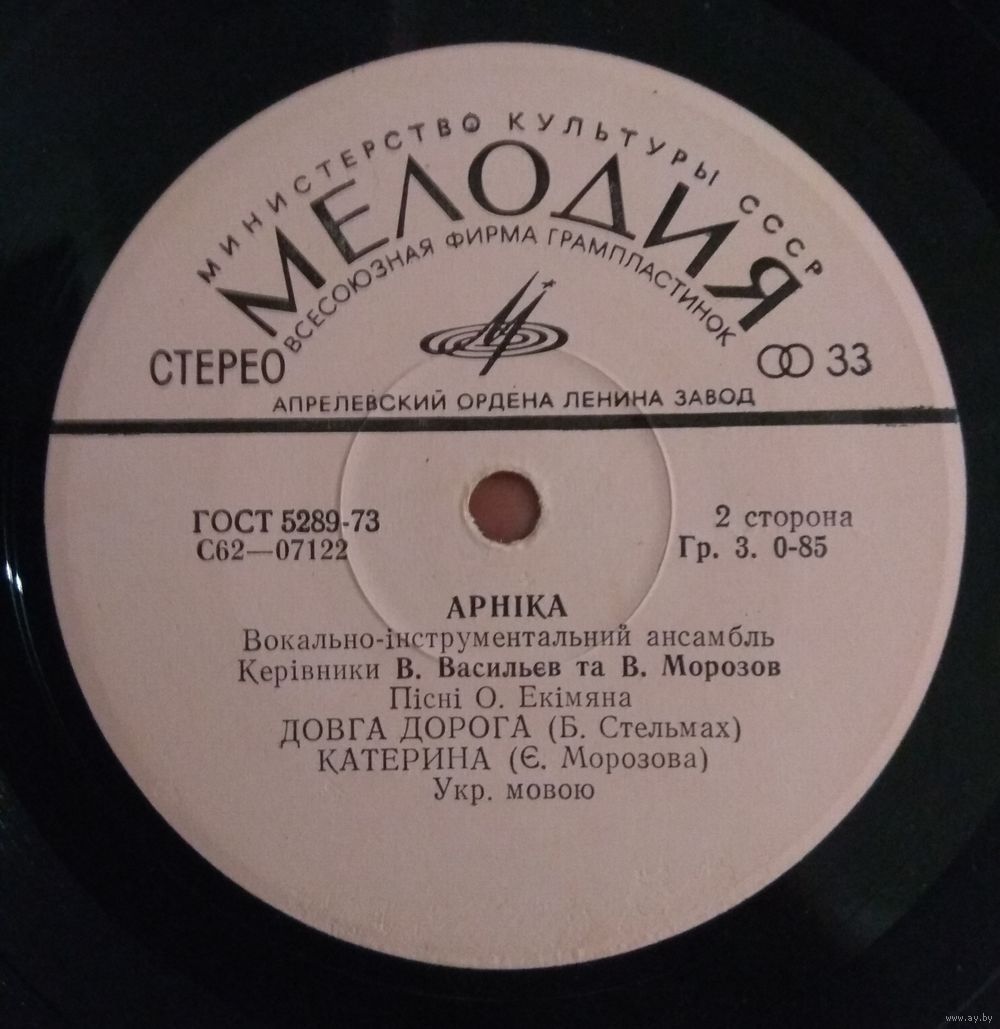 МИНИСТЕРСТВО КУЛЬТУРЫ СССР
МЕЛОДИЯ
ВСЕСОЮЗНАЯ ФИРМА ГРАМПЛАСТИНОК
СТЕРЕО
33
АПРЕЛЕВСКИЙ ОРДЕНА ЛЕНИНА ЗАВОД
ГОСТ 5289-73
2 сторона
С62—07122
Гр. 3. 0-85
АРНІКА
Вокально-інструментальний ансамбль
Керівники В. Васильєв та В. Морозов
Пісні О. Екімяна
ДОВГА ДОРОГА (Б. Стельмах)
КАТЕРИНА (Є. Морозова)
Укр. мовою
www.ay.by